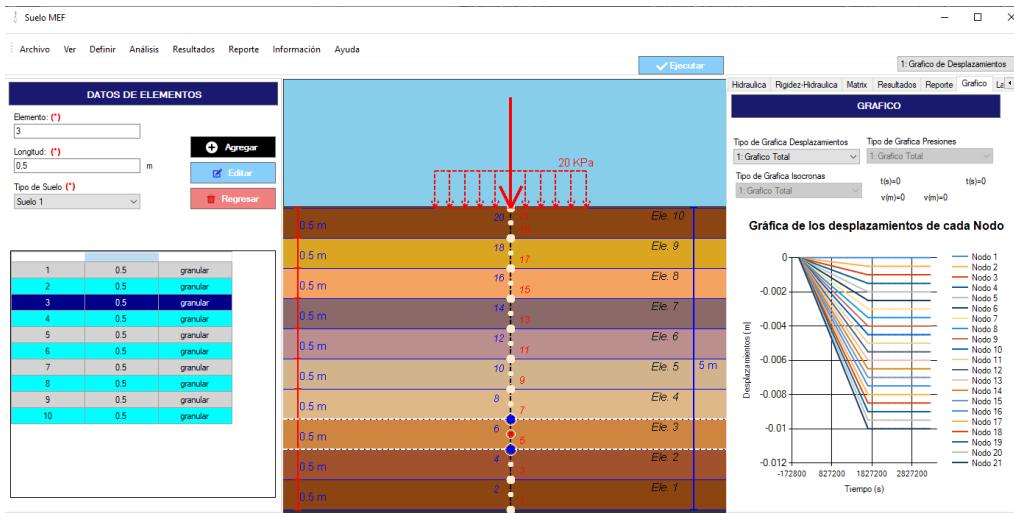 Suelo MEF
Archivo Ver Definir Análisis Resultados Reporte Información Ayuda
Ejecutar
1: Grafico de Desplazamientos
DATOS DE ELEMENTOS
Elemento: (*)
3
Longitud: (*)
0.5 m
Tipo de Suelo (*)
Suelo 1
Agregar
Editar
Regresar
1 0.5 granular
2 0.5 granular
3 0.5 granular
4 0.5 granular
5 0.5 granular
6 0.5 granular
7 0.5 granular
8 0.5 granular
9 0.5 granular
10 0.5 granular
20 KPa
0.5 m 20 Ele. 10
0.5 m 18 17 Ele. 9
0.5 m 16 15 Ele. 8
0.5 m 14 13 Ele. 7
0.5 m 12 11 Ele. 6
0.5 m 10 9 Ele. 5
5 m
0.5 m 8 7 Ele. 4
0.5 m 6 5 Ele. 3
0.5 m 4 3 Ele. 2
0.5 m 2 Ele. 1
Hidraulica Rigidez-Hidraulica Matrix Resultados Reporte Grafico La
GRAFICO
Tipo de Grafica Desplazamientos Tipo de Grafica Presiones
1: Grafico Total 1: Grafico Total
Tipo de Grafica Isocronas
1: Grafico Total
t(s)=0 t(s)=0
v(m)=0 v(m)=0
Gráfica de los desplazamientos de cada Nodo
Desplazamientos [m]
0
-0.002
-0.004
-0.006
-0.008
-0.01
-0.012
-172800 827200 1827200 2827200
Tiempo (s)
Nodo 1
Nodo 2
Nodo 3
Nodo 4
Nodo 5
Nodo 6
Nodo 7
Nodo 8
Nodo 9
Nodo 10
Nodo 11
Nodo 12
Nodo 13
Nodo 14
Nodo 15
Nodo 16
Nodo 17
Nodo 18
Nodo 19
Nodo 20
Nodo 21